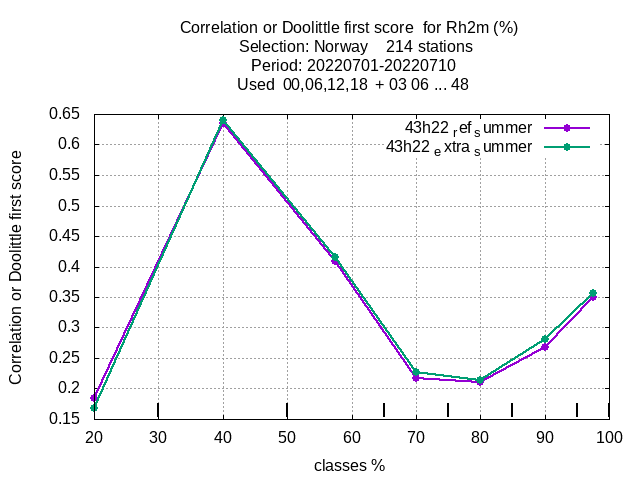 Correlation or Doolittle first score  for Rh2m (%)
Selection: Norway    214 stations
Period: 20220701-20220710
Used  00,06,12,18  + 03 06 ... 48
43h22 ref summer
43h22 extra summer
Correlation or Doolittle first score
0.65
0.6
0.55
0.5
0.45
0.4
0.35
0.3
0.25
0.2
0.15
20 30 40 50 60 70 80 90 100
classes %